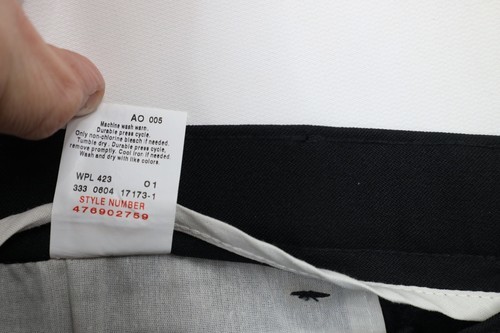 AO 005
Machine wash warm.
Durable press cycle.
Only non-chlorine bleach if needed.
Tumble dry. Durable press cycle,
remove promptly. Cool iron if needed.
Wash and dry with like colors.
WPL 423 01
333 0604 17173-1
STYLE NUMBER
476902759